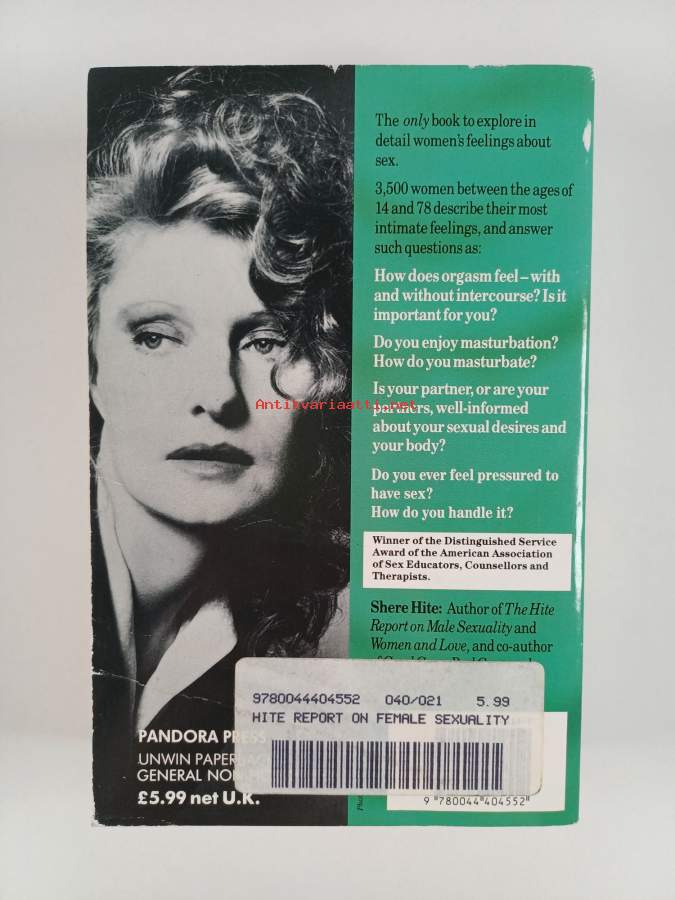 The only book to explore in
detail women's feelings about
sex.
3,500 women between the ages of
14 and 78 describe their most
intimate feelings, and answer
such questions as:
How does orgasm feel – with
and without intercourse? Is it
important for you?
Do you enjoy masturbation?
How do you masturbate?
Is your partner, or are your
partners, well-informed
about your sexual desires and
your body?
Do you ever feel pressured to
have sex?
How do you handle it?
Winner of the Distinguished Service
Award of the American Association
of Sex Educators, Counsellors and
Therapists.
Shere Hite: Author of The Hite
Report on Male Sexuality and
Women and Love, and co-author
Antikvariaatti.net
9780044404552 040/021 5.99
HITE REPORT ON FEMALE SEXUALITY
PANDORA
UNWIN
GENERAL
£5.99 net U.K.
9 780044 404552